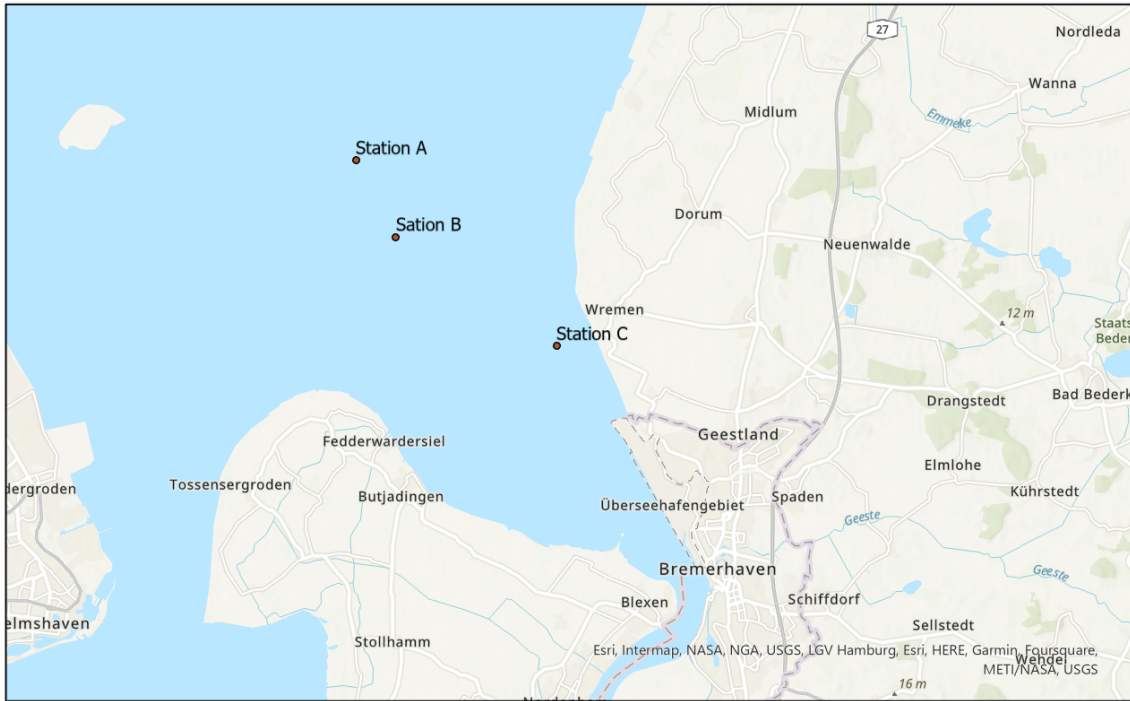 27
Nordleda
Wanna
Midlum
Emmeke
Station A
Dorum
Sation B
Neuenwalde
Wremen
12 m
Station C
Staats
Beder
Drangstedt
Bad Bederk
Geestland
Fedderwardersiel
Elmlohe
Tossensergroden
dergroden
Butjadingen
Spaden
Kührstedt
Überseehafengebiet
Geeste
Bremerhaven
Geeste
Blexen
Schiffdorf
elmshaven
Sellstedt
Stollhamm
Esri, Intermap, NASA, NGA, USGS, LGV Hamburg, Esri, HERE, Garmin, Foursquare,
METI/NASA, USGS
Wehdel
16 m